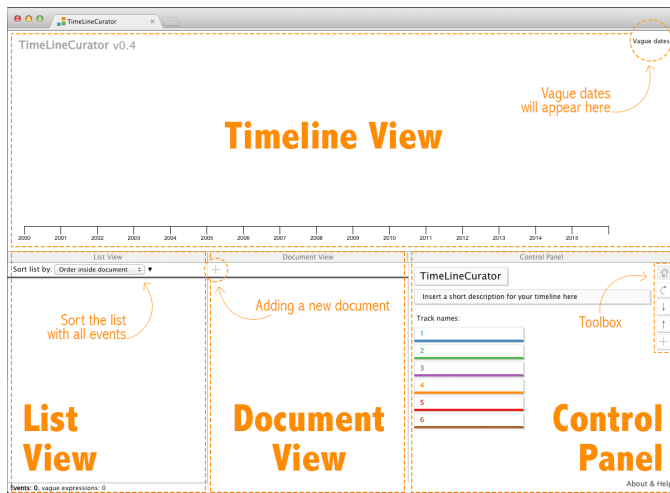 TimeLineCurator
TimeLineCurator v0.4
Vague dates
Vague dates
will appear here
Timeline View
2000 2001 2002 2003 2004 2005 2006 2007 2008 2009 2010 2011 2012 2013 2014 2015
List View
Document View
Control Panel
Sort list by: Order inside document
Sort the list
with all events
Adding a new document
TimeLineCurator
Insert a short description for your timeline here
Toolbox
Track names:
1
2
3
4
5
6
List
View
Document
View
Control
Panel
Events: 0, vague expressions: 0
About & Help